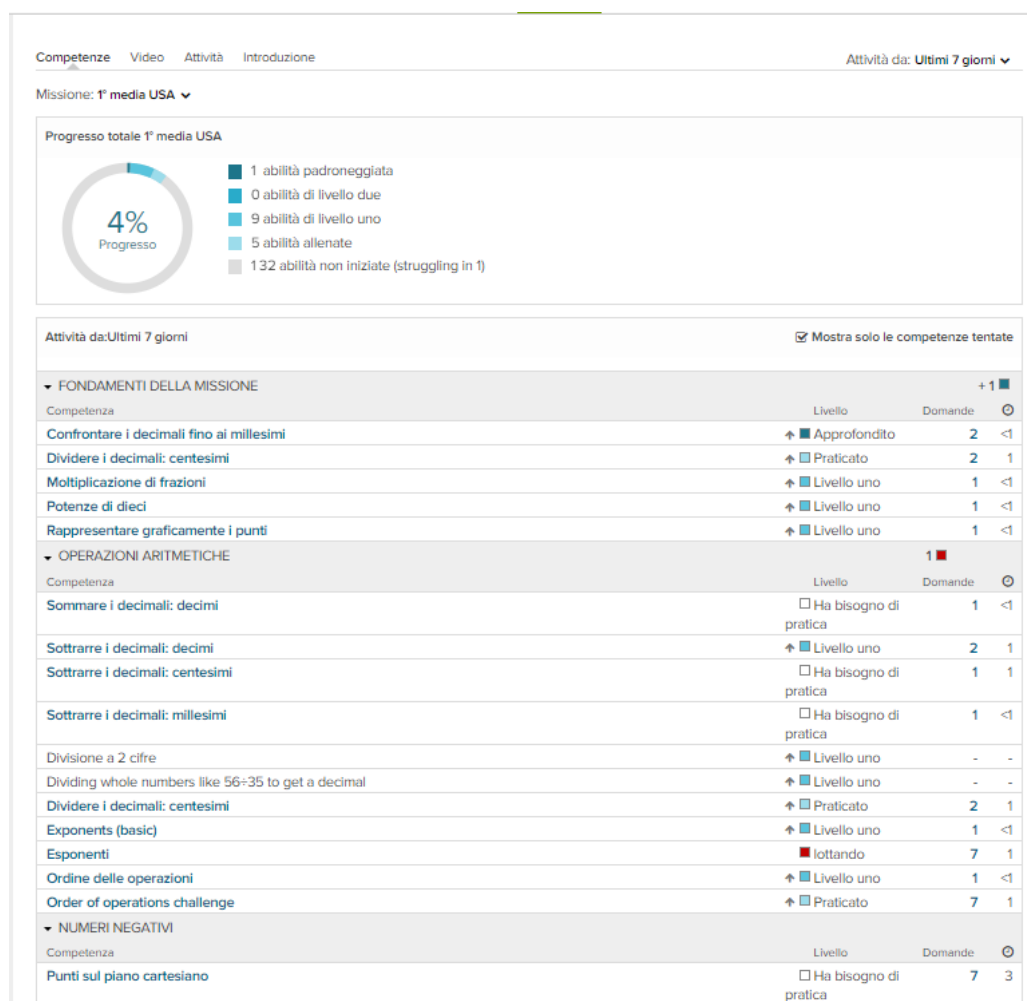 Competenze Video Attività Introduzione
Attività da: Ultimi 7 giorni
Missione: 1° media USA
Progresso totale 1° media USA
4%
Progresso
1 abilità padroneggiata
0 abilità di livello due
9 abilità di livello uno
5 abilità allenate
132 abilità non iniziate (struggling in 1)
Attività da:Ultimi 7 giorni
Mostra solo le competenze tentate
FONDAMENTI DELLA MISSIONE +1
Competenza Livello Domande
Confrontare i decimali fino ai millesimi Approfondito 2 <1
Dividere i decimali: centesimi Praticato 2 1
Moltiplicazione di frazioni Livello uno 1 <1
Potenze di dieci Livello uno 1 <1
Rappresentare graficamente i punti Livello uno 1 <1
OPERAZIONI ARITMETICHE 1
Competenza Livello Domande
Sommare i decimali: decimi Ha bisogno di 1 <1
pratica
Sottrarre i decimali: decimi Livello uno 2 1
Sottrarre i decimali: centesimi Ha bisogno di 1 1
pratica
Sottrarre i decimali: millesimi Ha bisogno di 1 <1
pratica
Divisione a 2 cifre Livello uno - -
Dividing whole numbers like 56÷35 to get a decimal Livello uno - -
Dividere i decimali: centesimi Praticato 2 1
Exponents (basic) Livello uno 1 <1
Esponenti lottando 7 1
Ordine delle operazioni Livello uno 1 <1
Order of operations challenge Praticato 7 1
NUMERI NEGATIVI
Competenza Livello Domande
Punti sul piano cartesiano Ha bisogno di 7 3
pratica